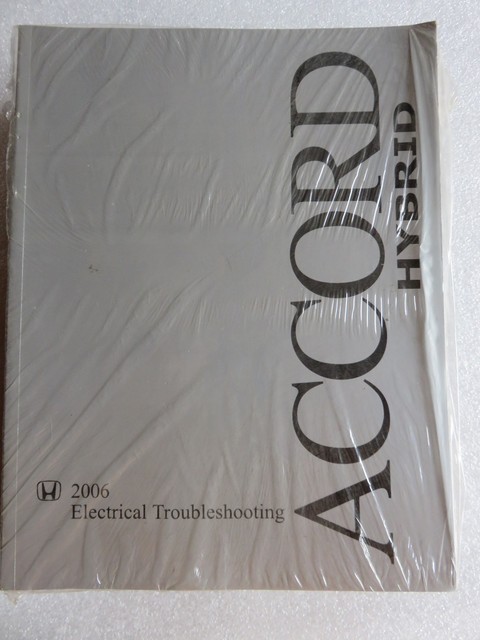 ACCORD
HYBRID
2006
Electrical Troubleshooting